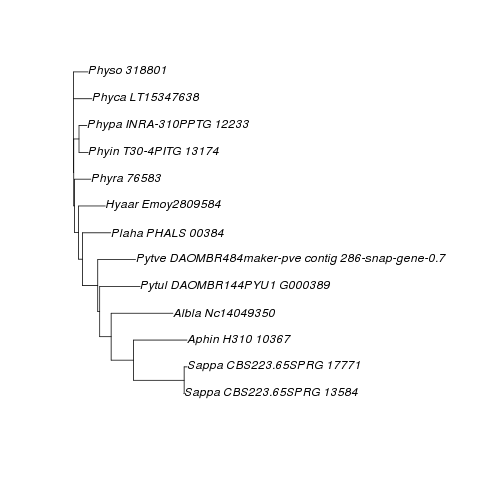 Physo 318801
Phyca LT15347638
Phypa INRA-310PPTG 12233
Phyin T30-4PITG 13174
Phyra 76583
Hyaar Emoy2809584
Plaha PHALS 00384
Pytve DAOMBR484maker-pve contig 286-snap-gene-0.7
Pytul DAOMBR144PYU1 G000389
Albla Nc14049350
Aphin H310 10367
Sappa CBS223.65SPRG 17771
Sappa CBS223.65SPRG 13584